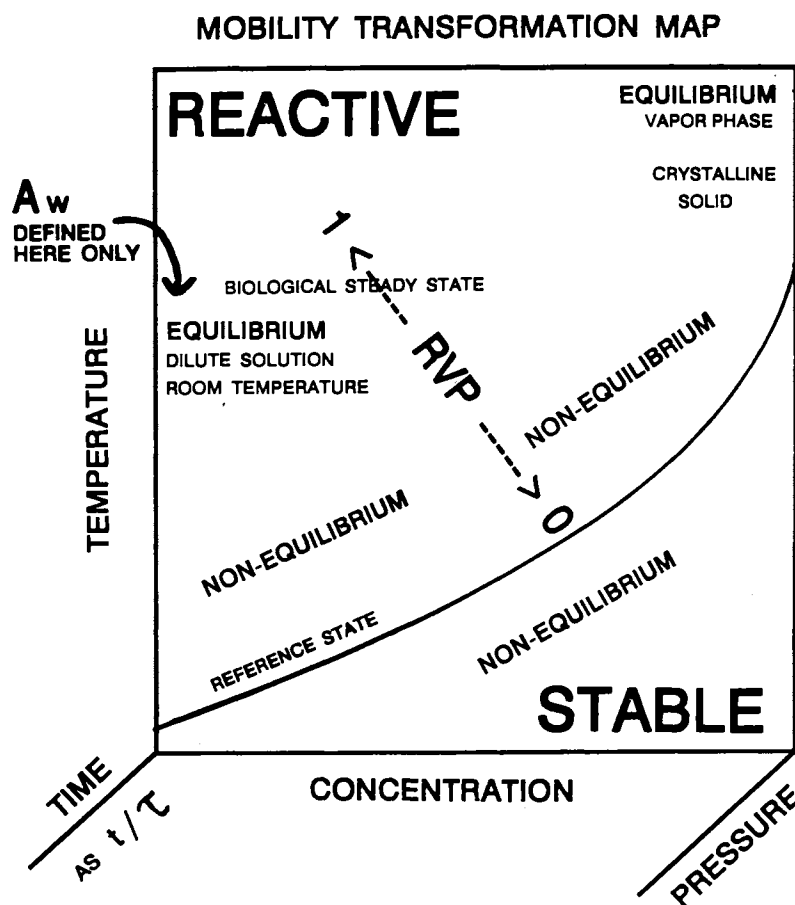 MOBILITY TRANSFORMATION MAP
REACTIVE
EQUILIBRIUM
VAPOR PHASE
CRYSTALLINE
SOLID
Aw
DEFINED
HERE ONLY
1
BIOLOGICAL STEADY STATE
EQUILIBRIUM
DILUTE SOLUTION
ROOM TEMPERATURE
RVP
NON-EQUILIBRIUM
0
TEMPERATURE
NON-EQUILIBRIUM
REFERENCE STATE
NON-EQUILIBRIUM
STABLE
TIME
AS t/τ
CONCENTRATION
PRESSURE